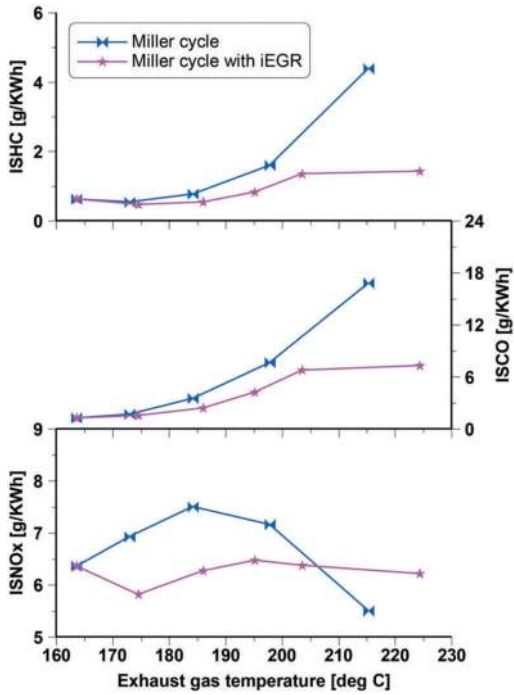 6
4
2
0
ISHC [g/KWh]
Miller cycle
Miller cycle with iEGR
24
18
12
6
0
ISCO [g/KWh]
9
8
7
6
5
ISNOx [g/KWh]
160 170 180 190 200 210 220 230
Exhaust gas temperature [deg C]